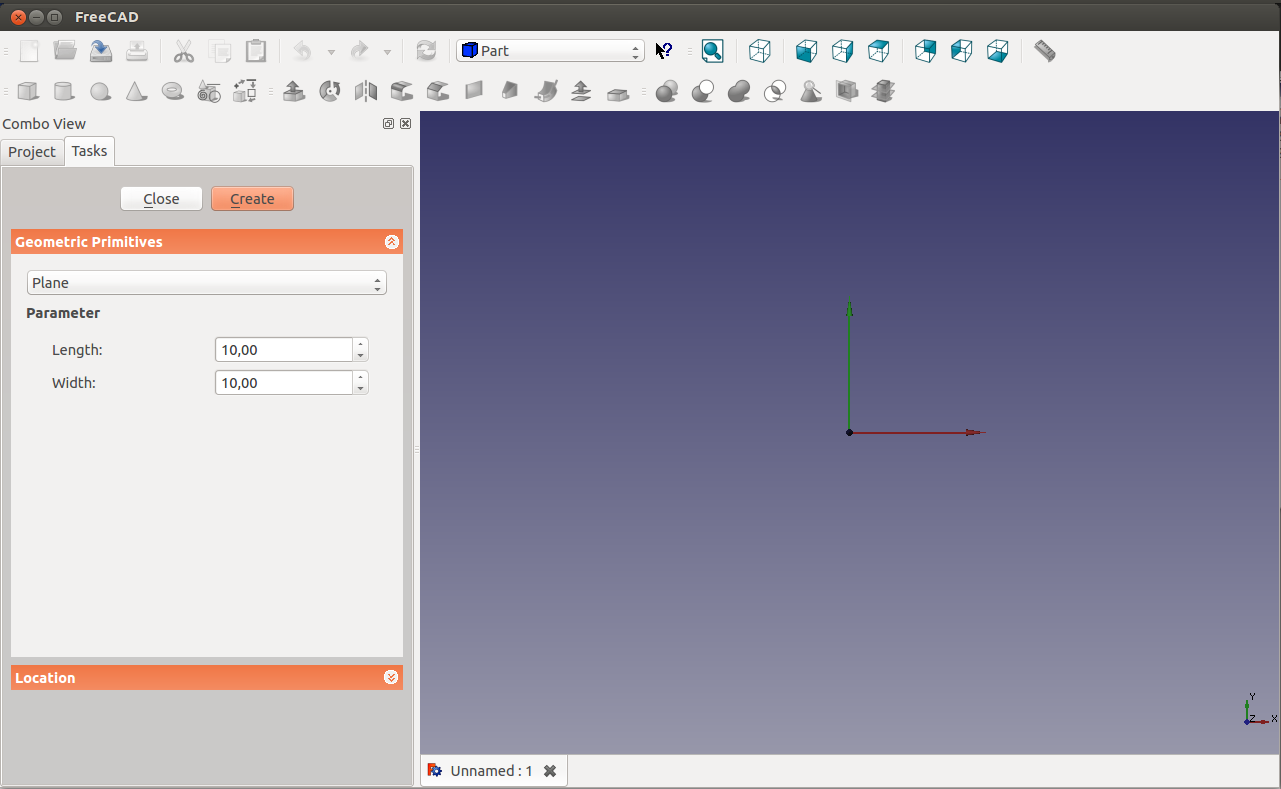 FreeCAD
Part
Combo View
Project Tasks
Close Create
Geometric Primitives
Plane
Parameter
Length: 10,00
Width: 10,00
Location
Y
Z X
Unnamed : 1